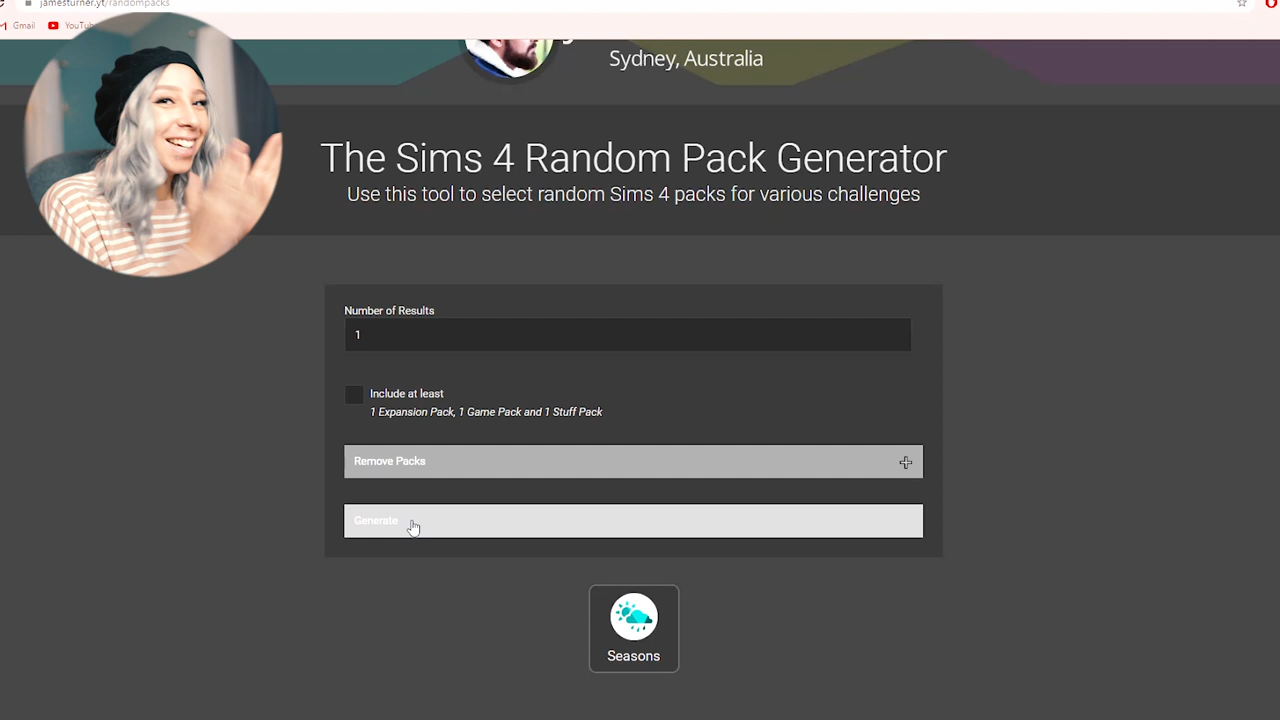 jamesturner.yt/randompacks
Gmail
YouTube
Sydney, Australia
The Sims 4 Random Pack Generator
Use this tool to select random Sims 4 packs for various challenges
Number of Results
1
Include at least
1 Expansion Pack, 1 Game Pack and 1 Stuff Pack
Remove Packs
Generate
Seasons